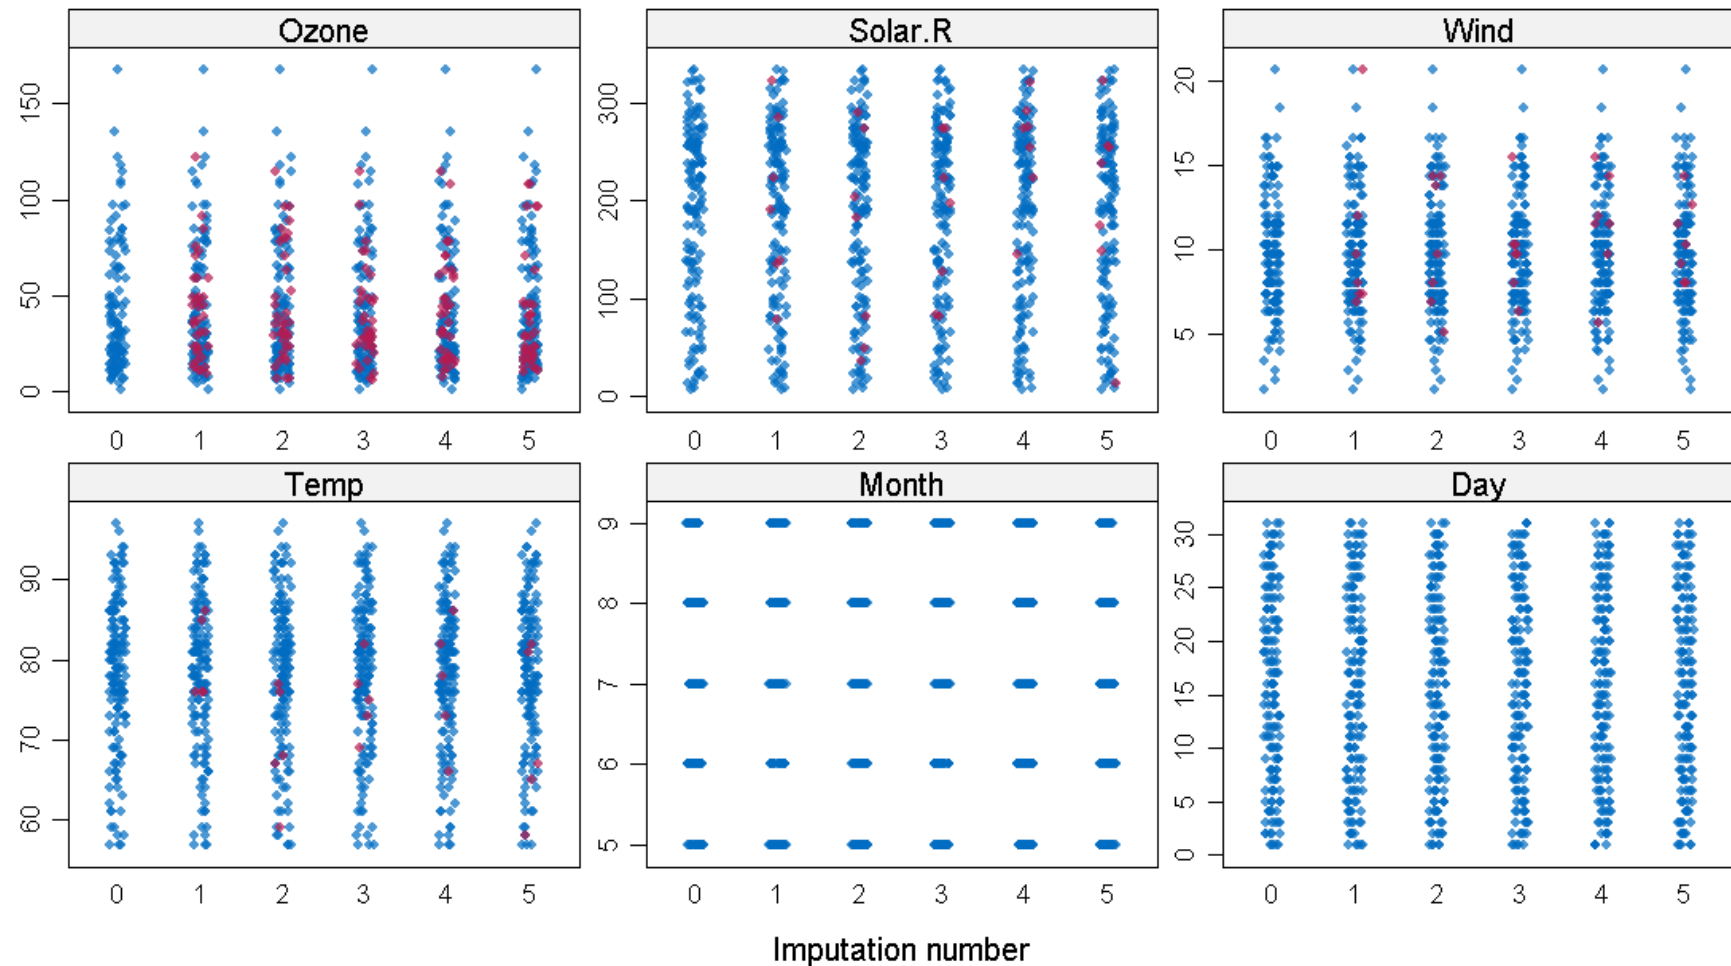 Ozone Solar.R Wind
150 300 20
100 200 15
50 100 10
0 0 5
0 1 2 3 4 5 0 1 2 3 4 5 0 1 2 3 4 5
Temp Month Day
90 9 30
80 8 25
70 7 20
60 6 15
5 10
5
0
0 1 2 3 4 5 0 1 2 3 4 5 0 1 2 3 4 5
Imputation number